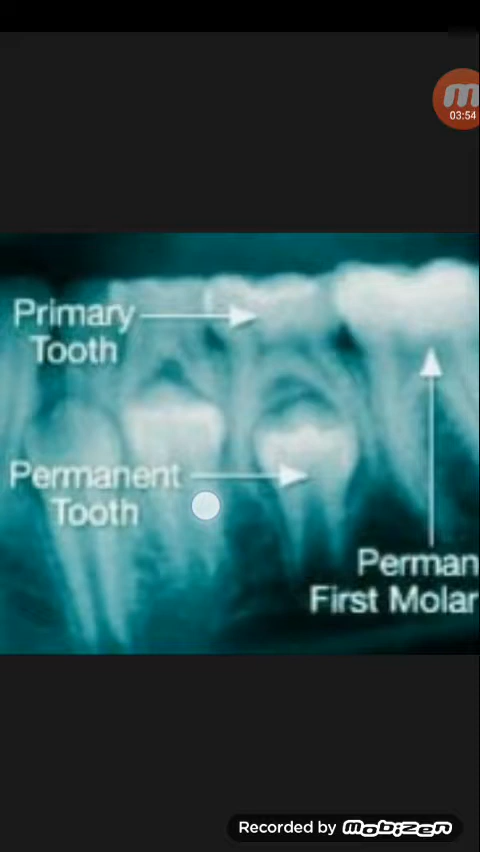 03:54
Primary
Tooth
Permanent
Tooth
Perman
First Molar
Recorded by Mobizen